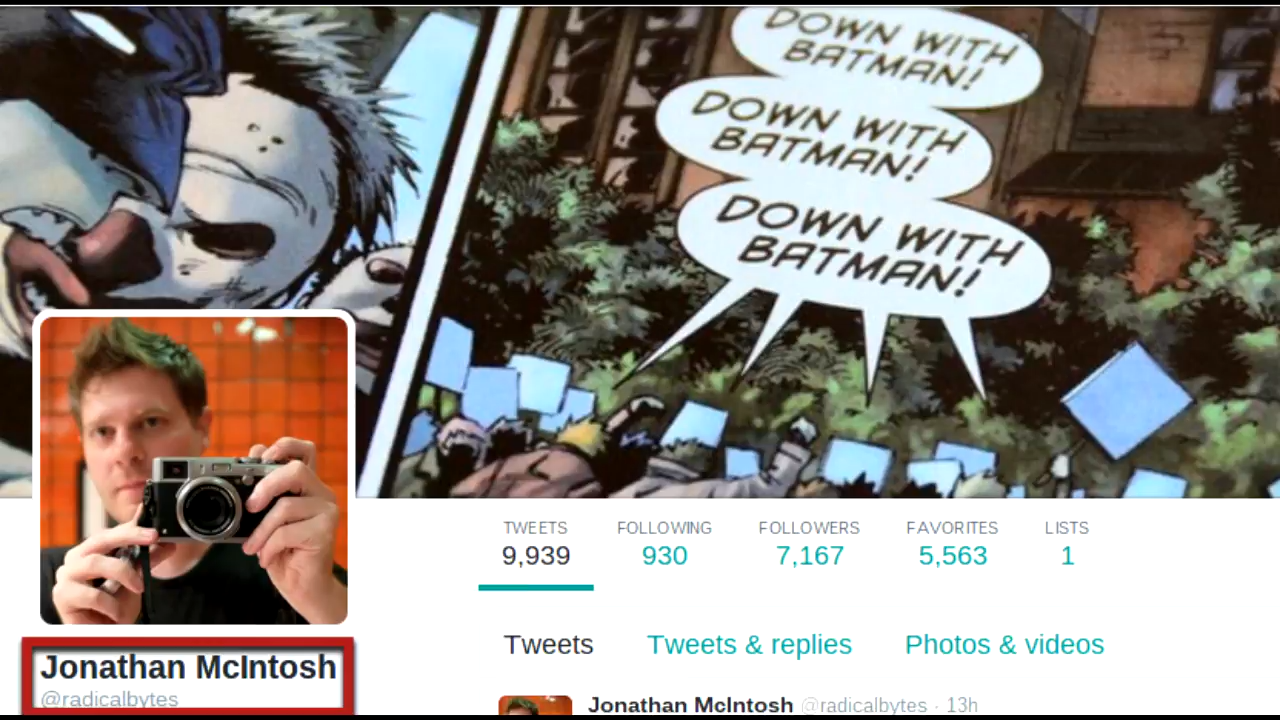 DOWN WITH
BATMAN!
DOWN WITH
BATMAN!
DOWN WITH
BATMAN!
TWEETS FOLLOWING FOLLOWERS FAVORITES LISTS
9,939 930 7,167 5,563 1
Tweets Tweets & replies Photos & videos
Jonathan McIntosh
@radicalbytes
Jonathan McIntosh @radicalbytes · 13h